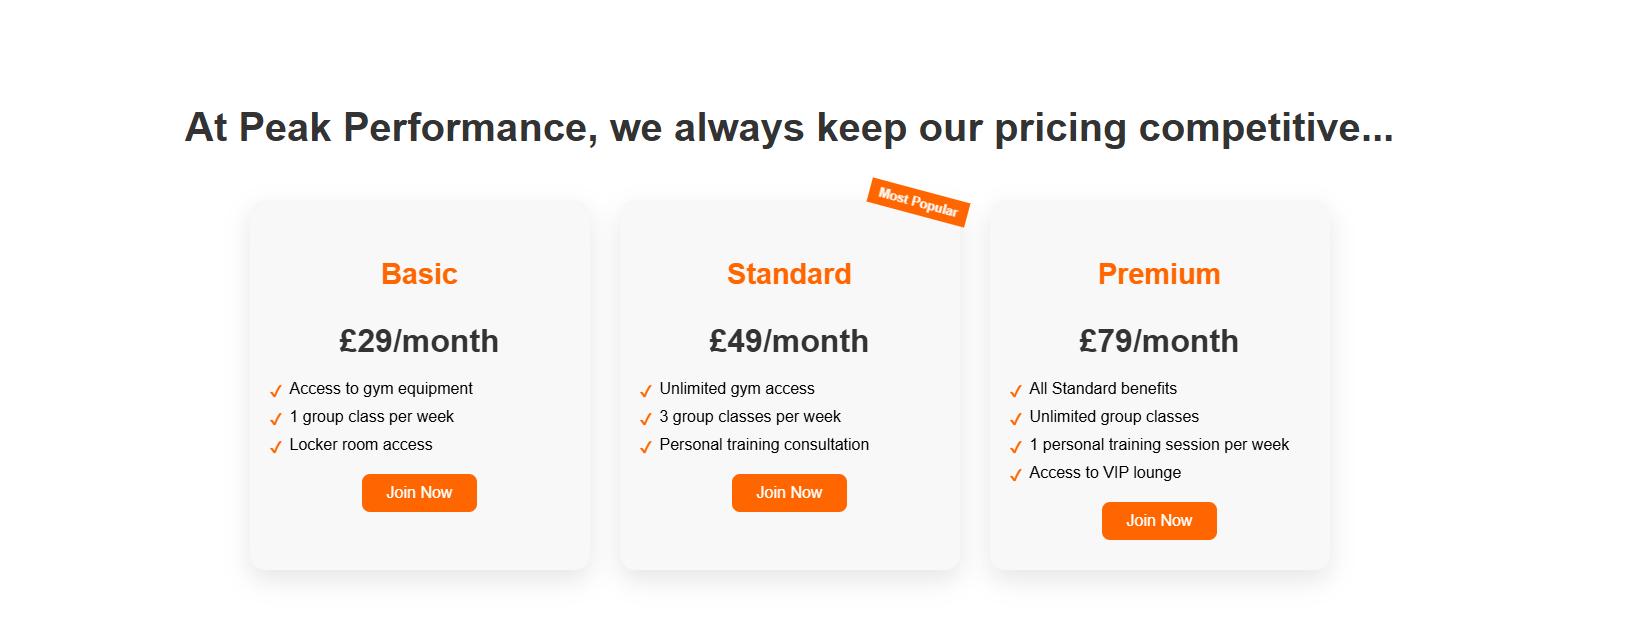 At Peak Performance, we always keep our pricing competitive...
Most Popular
Basic
£29/month
Access to gym equipment
1 group class per week
Locker room access
Join Now
Standard
£49/month
Unlimited gym access
3 group classes per week
Personal training consultation
Join Now
Premium
£79/month
All Standard benefits
Unlimited group classes
1 personal training session per week
Access to VIP lounge
Join Now